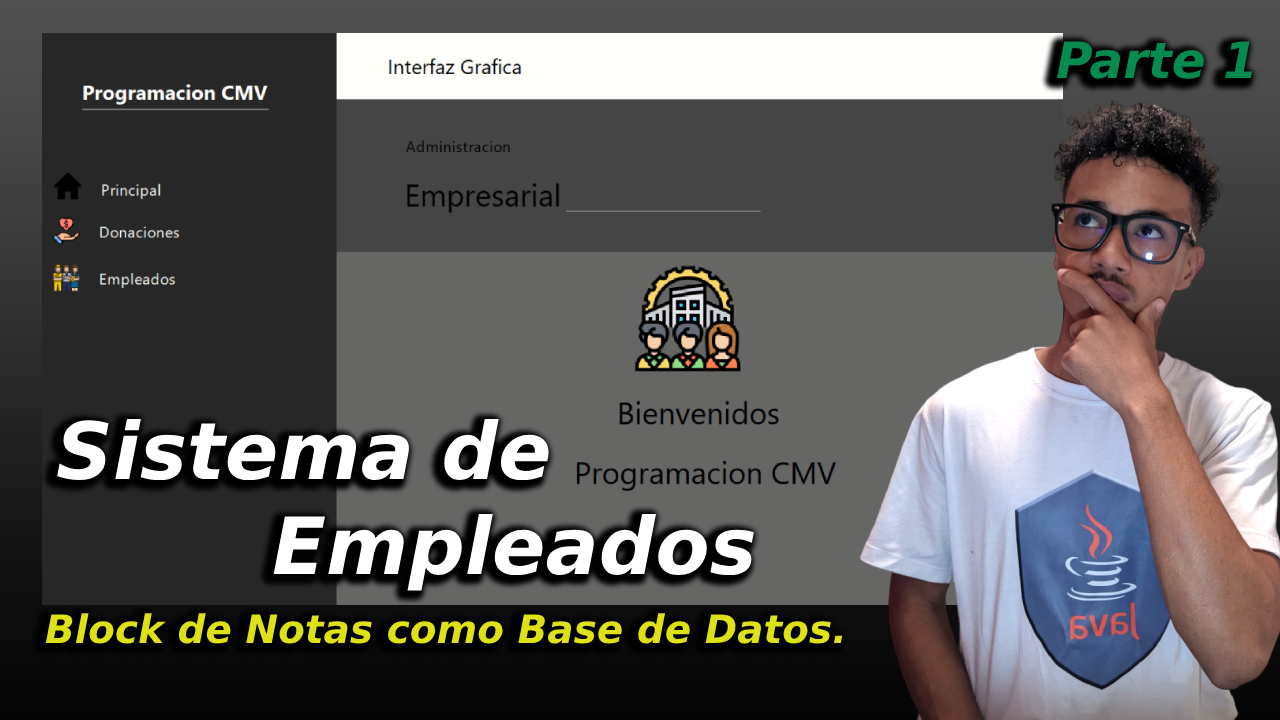 Parte 1
Interfaz Grafica
Programacion CMV
Administracion
Empresarial
Principal
Donaciones
Empleados
Bienvenidos
Programacion CMV
Sistema de
Empleados
Block de Notas como Base de Datos.
Java